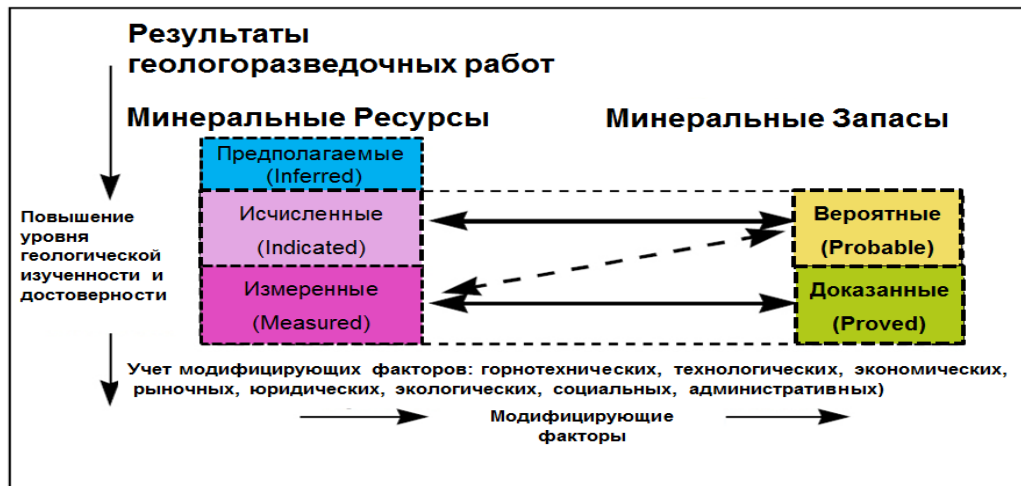 Результаты
геологоразведочных работ
Минеральные Ресурсы
Минеральные Запасы
Предполагаемые
(Inferred)
Исчисленные
(Indicated)
Измеренные
(Measured)
Вероятные
(Probable)
Доказанные
(Proved)
Повышение
уровня
геологической
изученности и
достоверности
Учет модифицирующих факторов: горнотехнических, технологических, экономических,
рыночных, юридических, экологических, социальных, административных)
Модифицирующие
факторы